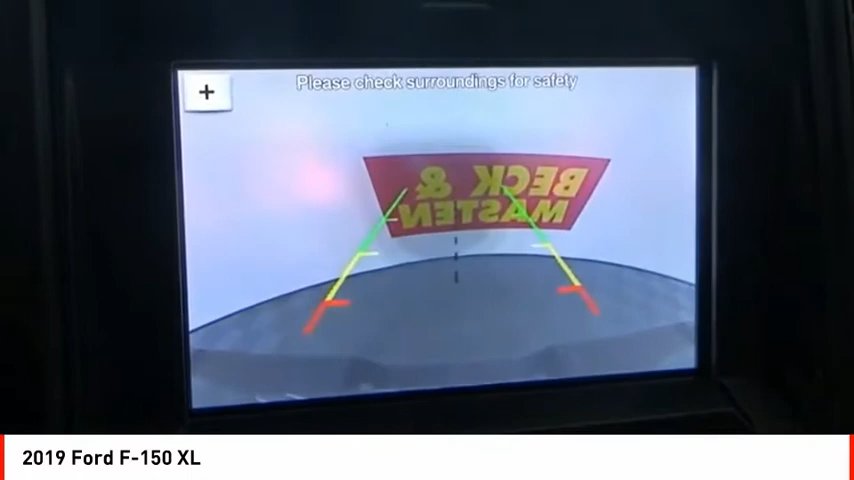 +
Please check surroundings for safety
BECK &
MASTEN
2019 Ford F-150 XL